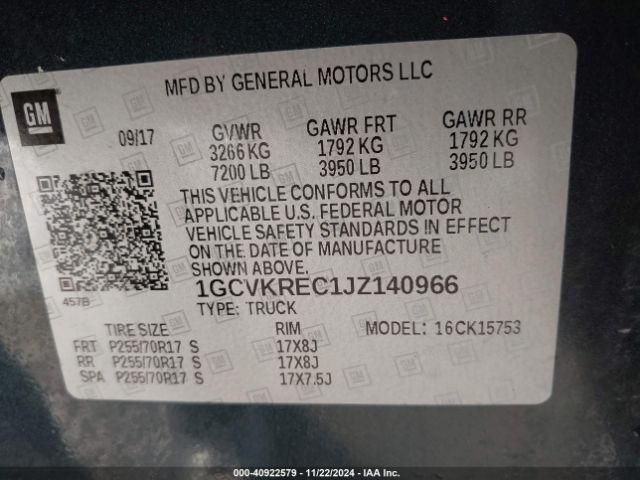 MFD BY GENERAL MOTORS LLC
GM
09/17
GVWR GAWR FRT GAWR RR
3266 KG 1792 KG 1792 KG
7200 LB 3950 LB 3950 LB
THIS VEHICLE CONFORMS TO ALL
APPLICABLE U.S. FEDERAL MOTOR
VEHICLE SAFETY STANDARDS IN EFFECT
ON THE DATE OF MANUFACTURE
SHOWN ABOVE.
457B
1GCVKREC1JZ140966
TYPE: TRUCK
TIRE SIZE RIM MODEL: 16CK15753
FRT P255/70R17 S 17X8J
RR P255/70R17 S 17X8J
SPA P255/70R17 S 17X7.5J
000-40922579 - 11/22/2024 - IAA Inc.